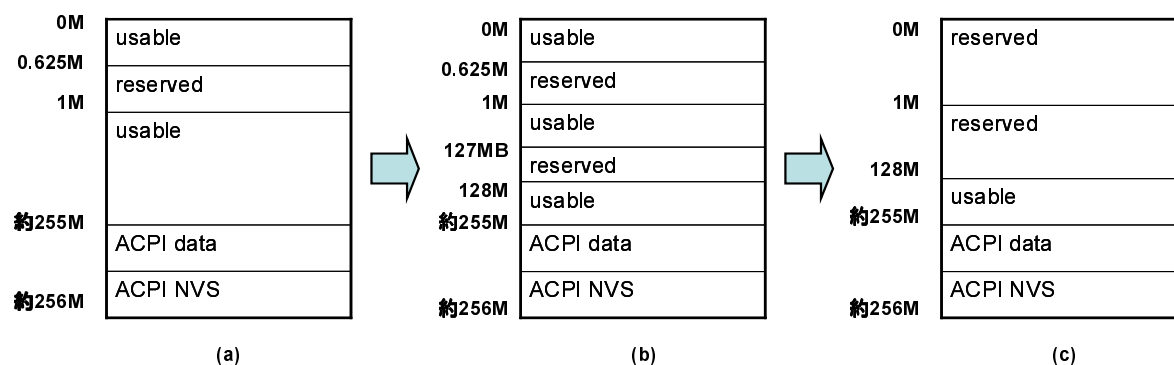 0M
usable
0.625M
reserved
1M
usable
約255M
ACPI data
約256M
ACPI NVS
(a)
0M
usable
0.625M
reserved
1M
usable
127MB
reserved
128M
usable
約255M
ACPI data
約256M
ACPI NVS
(b)
0M
reserved
1M
reserved
128M
usable
約255M
ACPI data
約256M
ACPI NVS
(c)